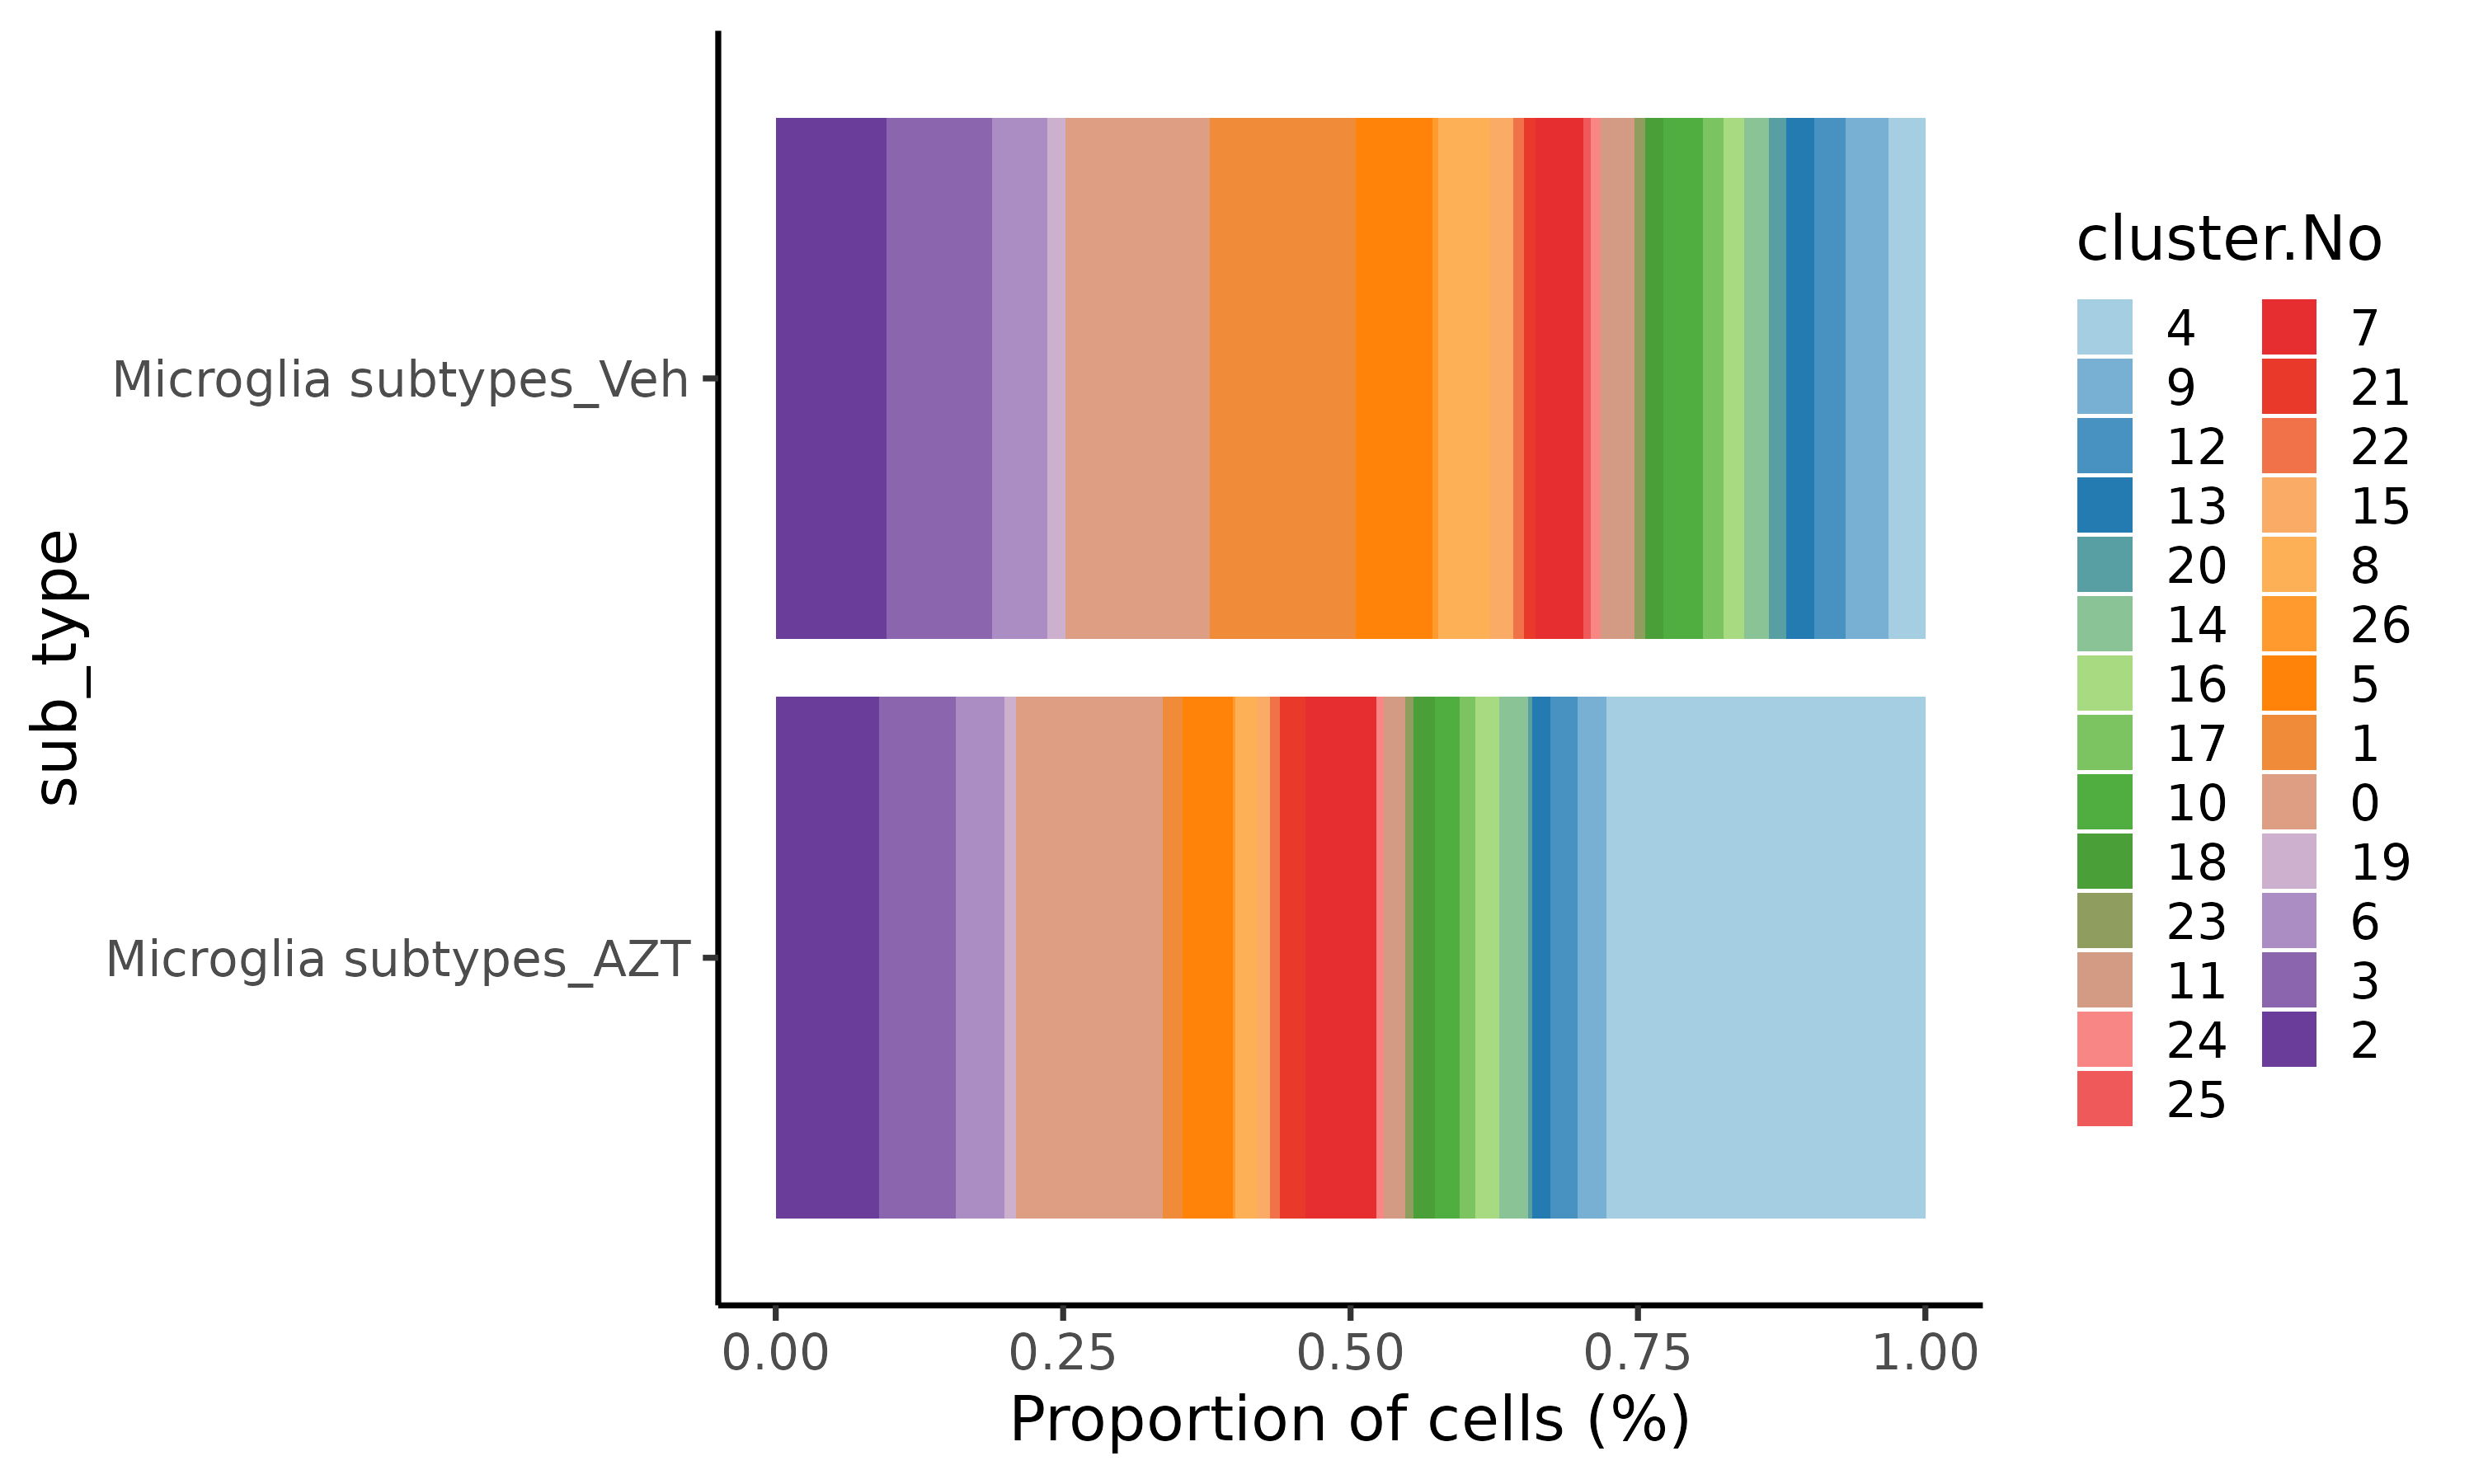 sub_type
Microglia subtypes_Veh
Microglia subtypes_AZT
0.00 0.25 0.50 0.75 1.00
Proportion of cells (%)
cluster.No
4 7
9 21
12 22
13 15
20 8
14 26
16 5
17 1
10 0
18 19
23 6
11 3
24 2
25